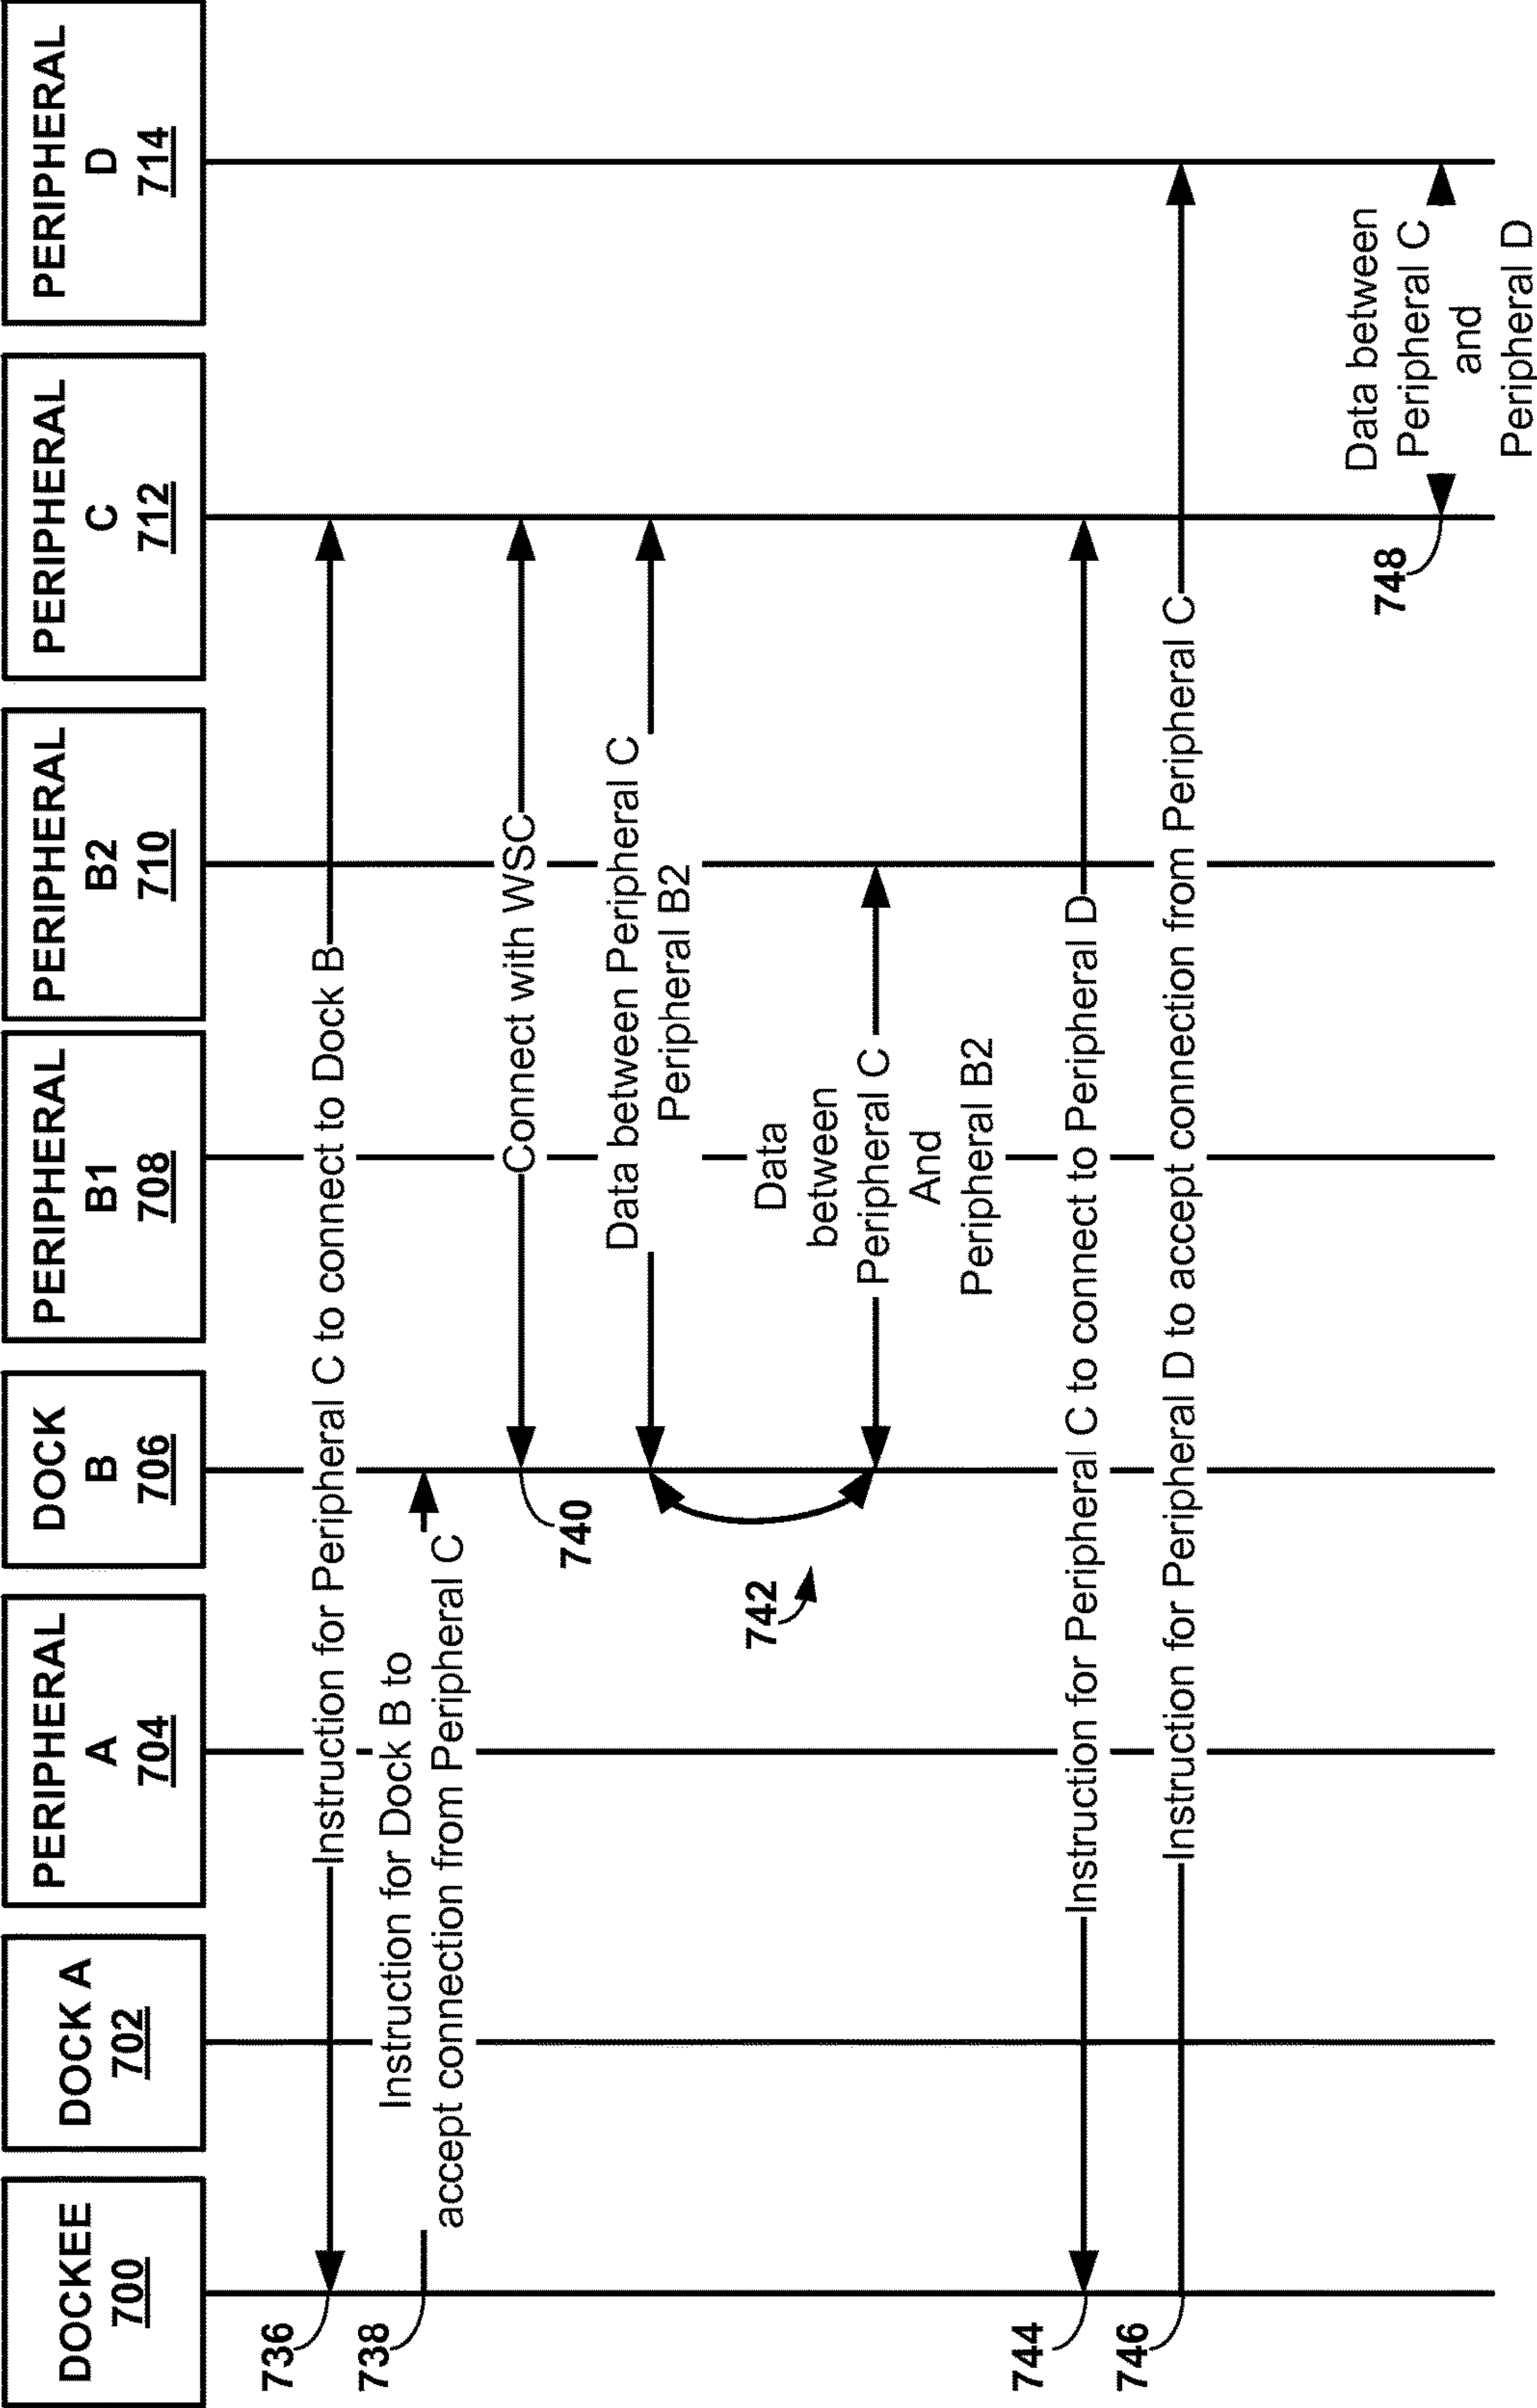 DOCKEE
700
DOCK A
702
PERIPHERAL
A
704
DOCK
B
706
PERIPHERAL
B1
708
PERIPHERAL
B2
710
PERIPHERAL
C
712
PERIPHERAL
D
714
736
Instruction for Peripheral C to connect to Dock B
738
Instruction for Dock B to
accept connection from Peripheral C
Connect with WSC
740
Data between Peripheral C
Peripheral B2
742
Data
between
Peripheral C
And
Peripheral B2
744
Instruction for Peripheral C to connect to Peripheral D
746
Instruction for Peripheral D to accept connection from Peripheral C
748
Data between
Peripheral C
and
Peripheral D